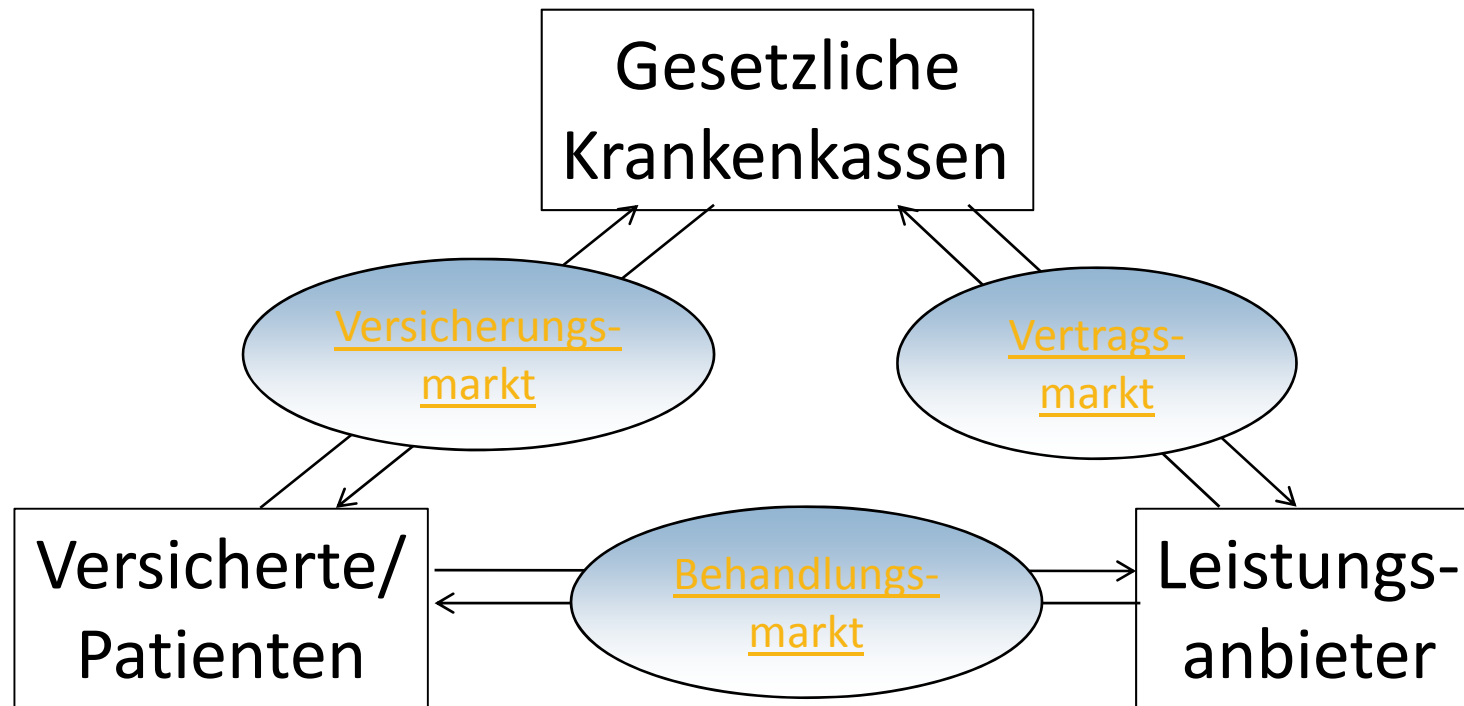 Gesetzliche
Krankenkassen
Versicherungs-
markt
Vertrags-
markt
Versicherte/
Patienten
Behandlungs-
markt
Leistungs-
anbieter